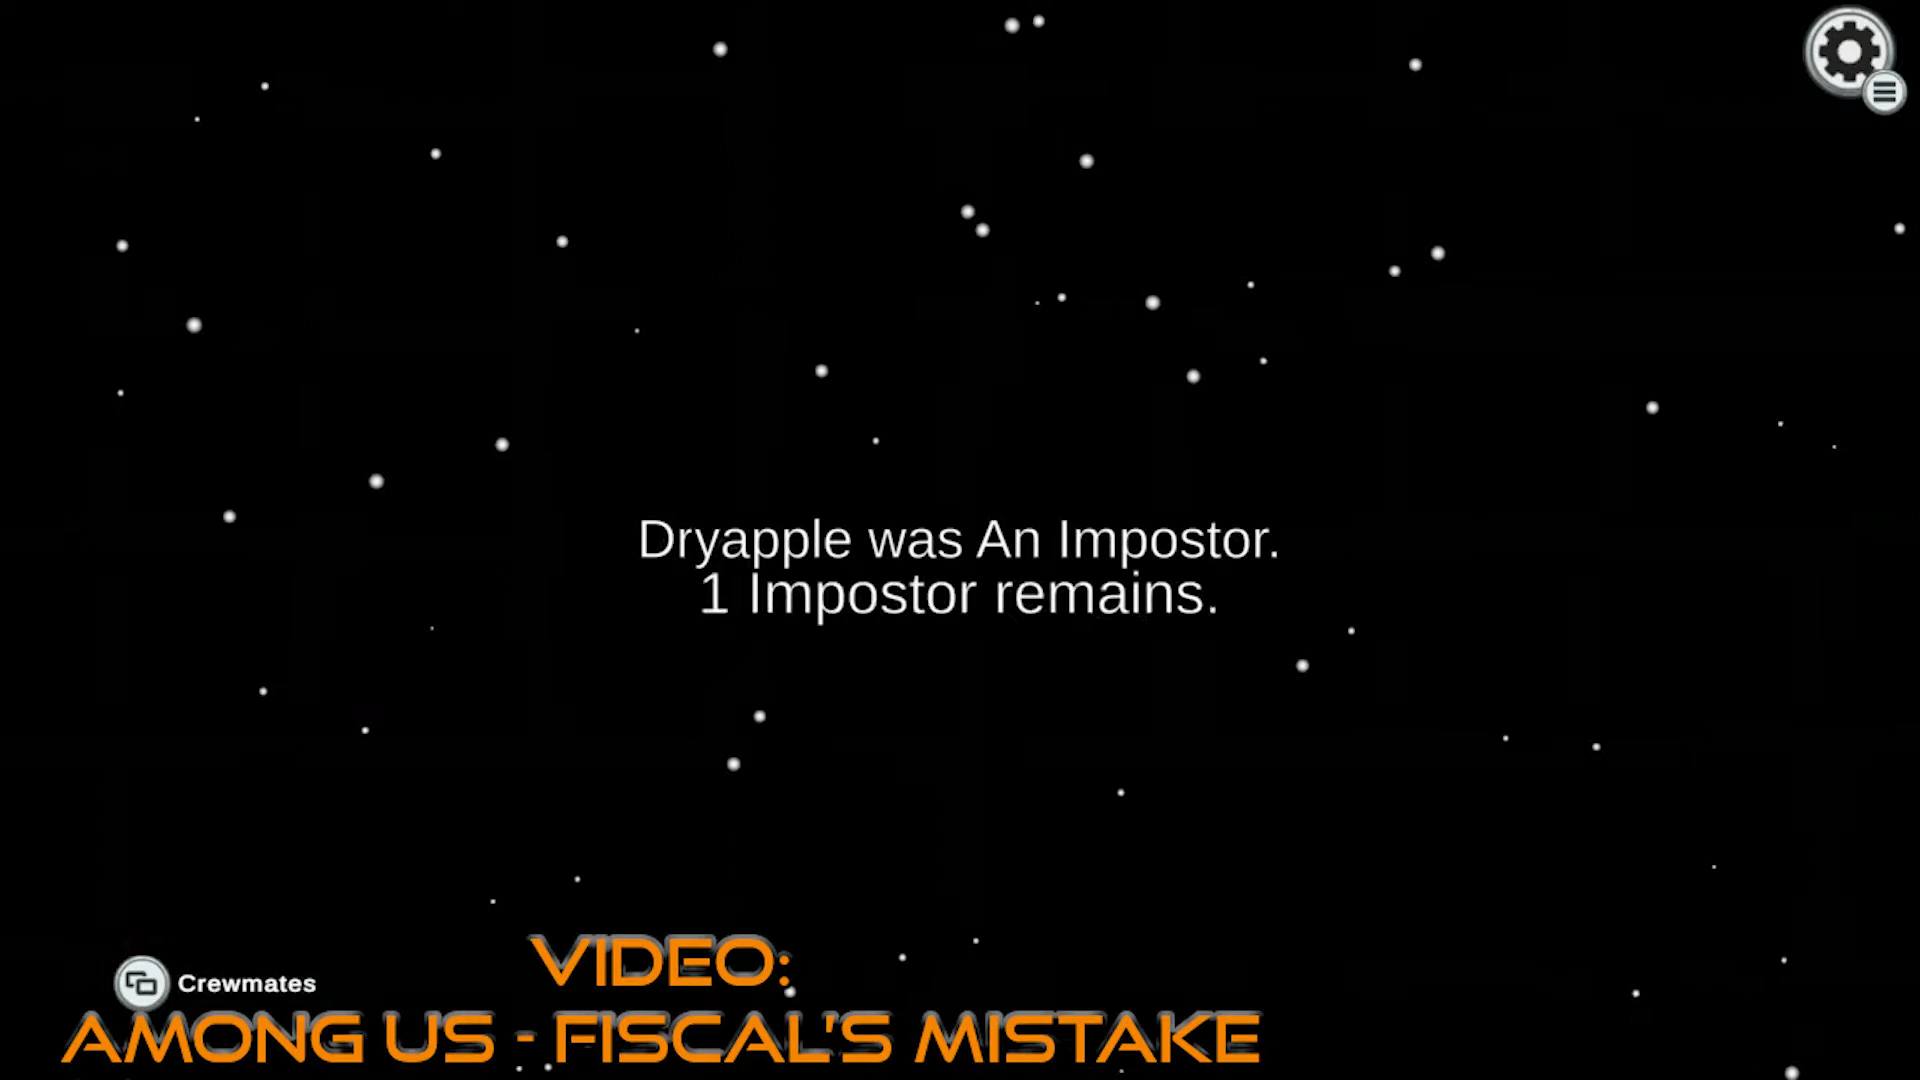 Dryapple was An Impostor.
1 Impostor remains.
Crewmates
VIDEO:
AMONG US - FISCAL'S MISTAKE